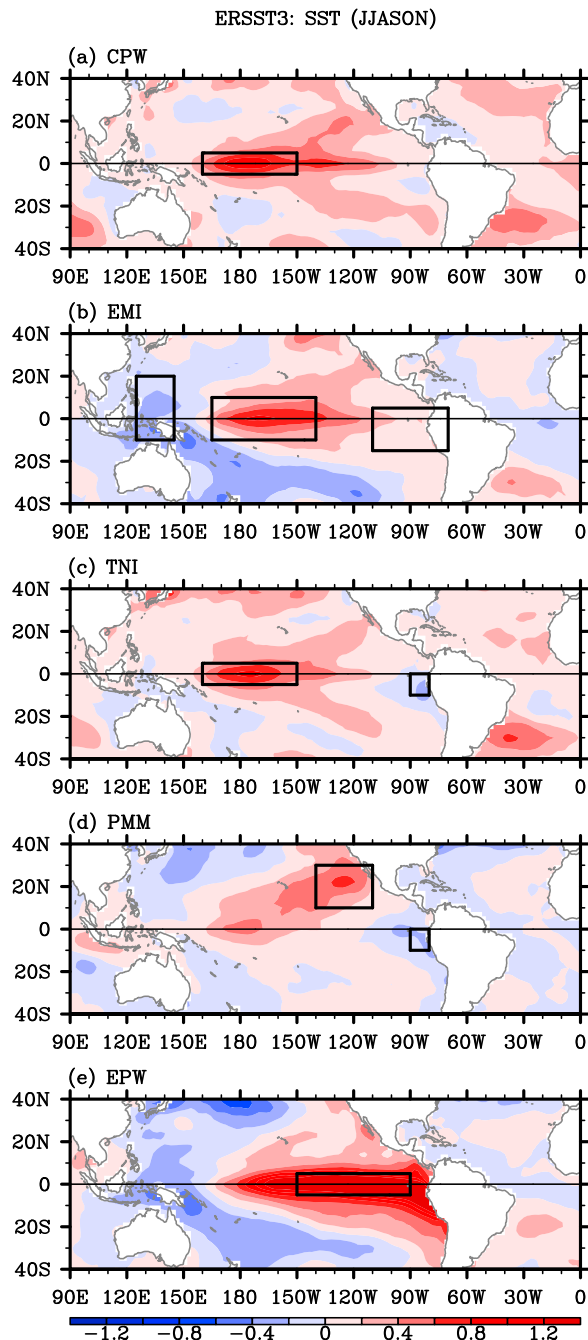 ERSST3: SST (JJASON)
(a) CPW
40N
20N
0
20S
40S
90E 120E 150E 180 150W 120W 90W 60W 30W 0
(b) EMI
40N
20N
0
20S
40S
90E 120E 150E 180 150W 120W 90W 60W 30W 0
(c) TNI
40N
20N
0
20S
40S
90E 120E 150E 180 150W 120W 90W 60W 30W 0
(d) PMM
40N
20N
0
20S
40S
90E 120E 150E 180 150W 120W 90W 60W 30W 0
(e) EPW
40N
20N
0
20S
40S
90E 120E 150E 180 150W 120W 90W 60W 30W 0
−1.2 −0.8 −0.4 0 0.4 0.8 1.2